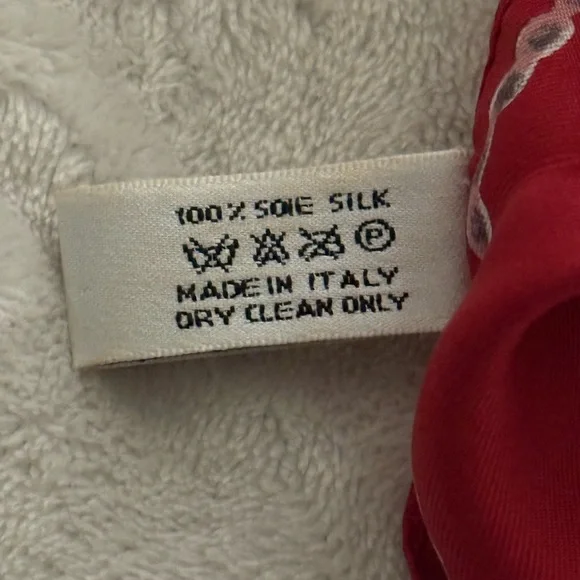 100% SOIE SILK
P
MADE IN ITALY
DRY CLEAN ONLY